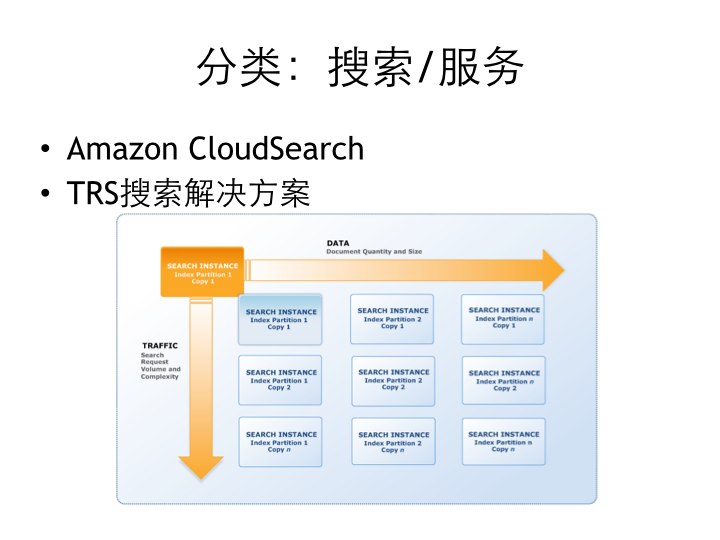 分类：搜索/服务
• Amazon CloudSearch
• TRS搜索解决方案
DATA
Document Quantity and Size
SEARCH INSTANCE
Index Partition 1
Copy 1
TRAFFIC
Search
Request
Volume and
Complexity
SEARCH INSTANCE
Index Partition 1
Copy 1
SEARCH INSTANCE
Index Partition 2
Copy 1
SEARCH INSTANCE
Index Partition n
Copy 1
SEARCH INSTANCE
Index Partition 1
Copy 2
SEARCH INSTANCE
Index Partition 2
Copy 2
SEARCH INSTANCE
Index Partition n
Copy 2
SEARCH INSTANCE
Index Partition 1
Copy n
SEARCH INSTANCE
Index Partition 2
Copy n
SEARCH INSTANCE
Index Partition n
Copy n